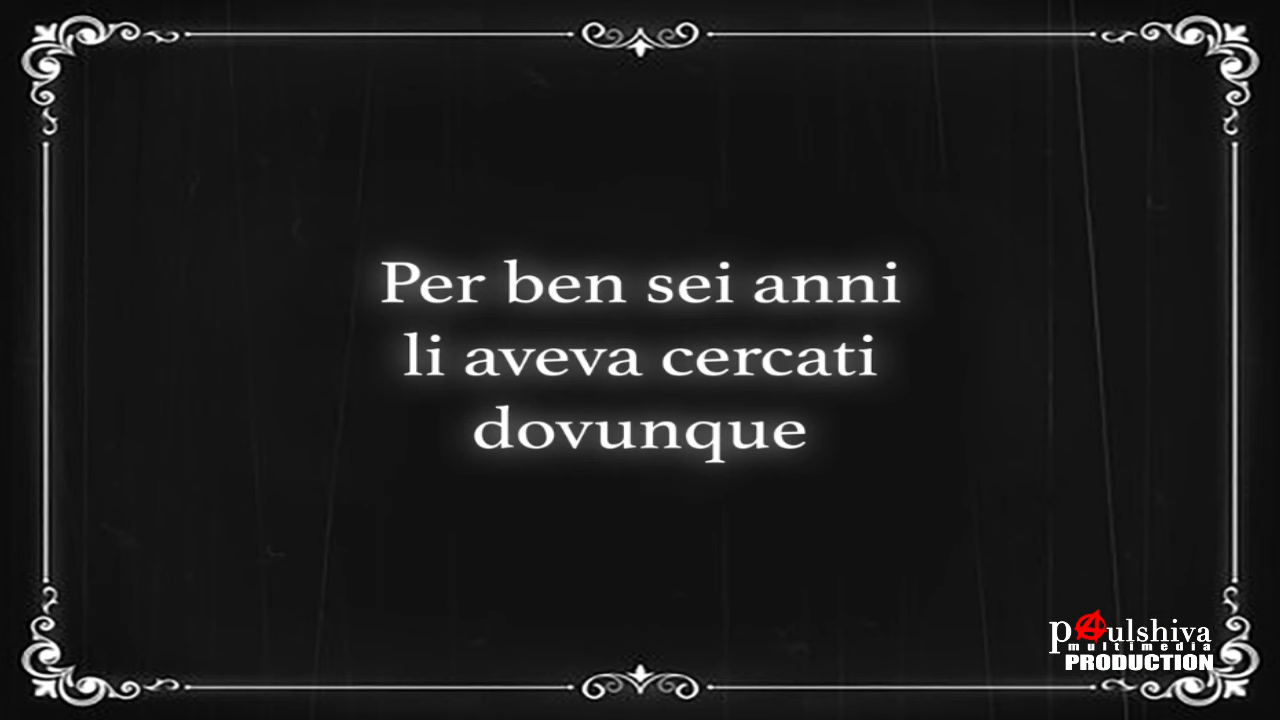 Per ben sei anni
li aveva cercati
dovunque
pAulshiva
multimedia
PRODUCTION